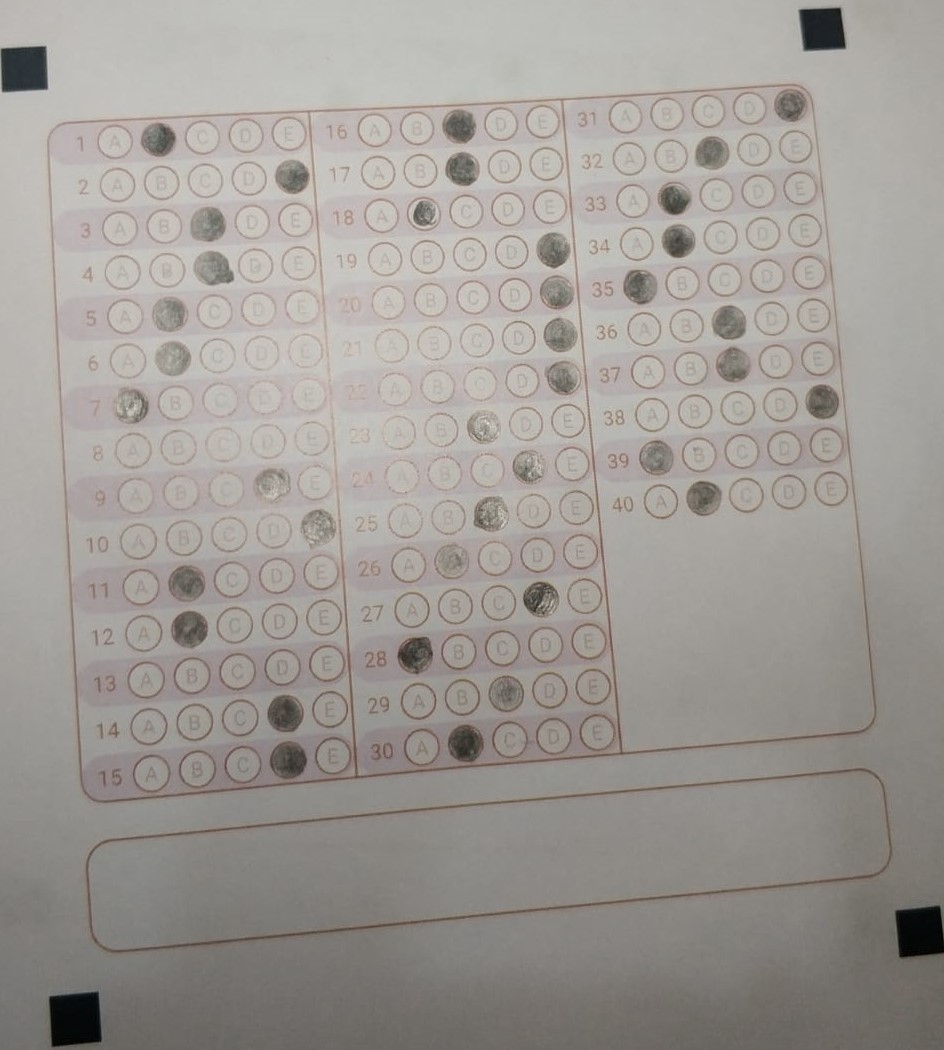 1 A C D E
2 A B C D
3 A B D E
4 A B D E
5 A C D E
6 A C D E
7 B C D E
8 A B C D E
9 A B C E
10 A B C D
11 A C D E
12 A C D E
13 A B C D E
14 A B C E
15 A B C E
16 A B D E
17 A B D E
18 A C D E
19 A B C D
20 A B C D
21 A B C D
22 A B C D
23 A B D E
24 A B C E
25 A B D E
26 A C D E
27 A B C E
28 B C D E
29 A B D E
30 A C D E
31 A B C D
32 A B D E
33 A C D E
34 A C D E
35 B C D E
36 A B D E
37 A B D E
38 A B C D
39 B C D E
40 A C D E